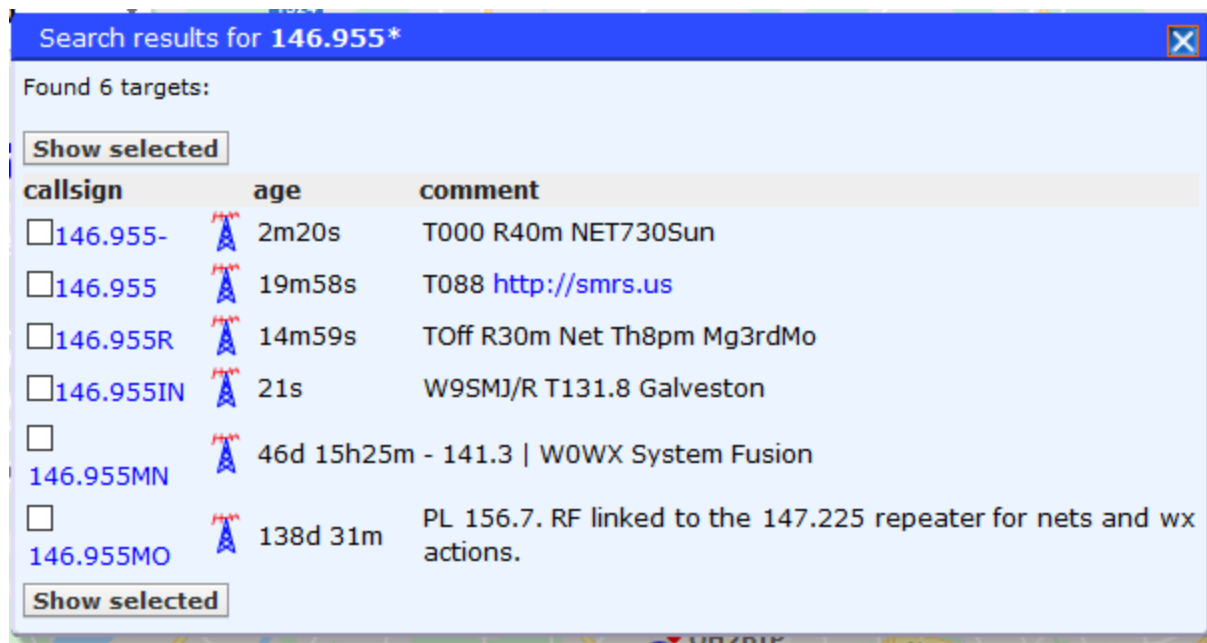 Search results for 146.955*
Found 6 targets:
Show selected
callsign age comment
146.955- 2m20s T000 R40m NET730Sun
146.955 19m58s T088 http://smrs.us
146.955R 14m59s TOff R30m Net Th8pm Mg3rdMo
146.955IN 21s W9SMJ/R T131.8 Galveston
146.955MN 46d 15h25m - 141.3 | W0WX System Fusion
146.955MO 138d 31m PL 156.7. RF linked to the 147.225 repeater for nets and wx
actions.
Show selected